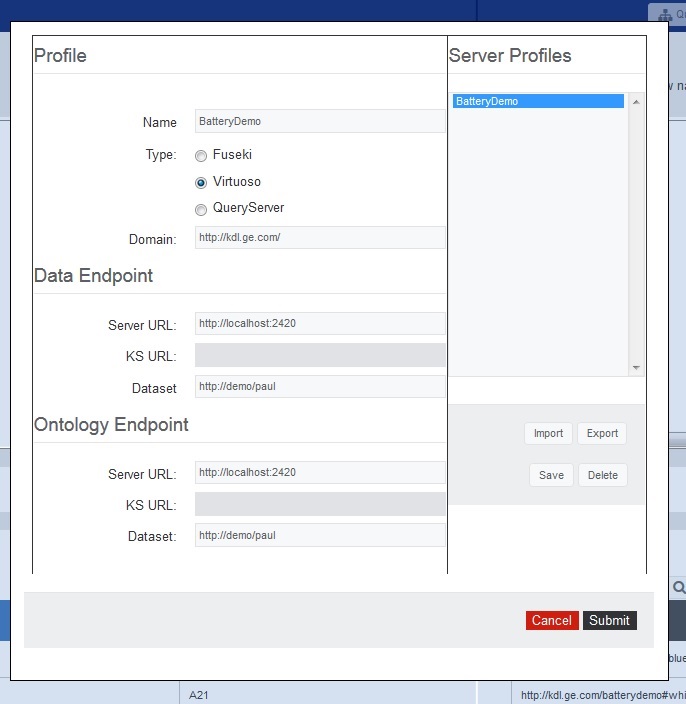 Profile
Name
BatteryDemo
Type:
Fuseki
Virtuoso
QueryServer
Domain:
http://kdl.ge.com/
Data Endpoint
Server URL:
http://localhost:2420
KS URL:
Dataset
http://demo/paul
Ontology Endpoint
Server URL:
http://localhost:2420
KS URL:
Dataset:
http://demo/paul
Server Profiles
BatteryDemo
Import
Export
Save
Delete
Cancel
Submit
A21
http://kdl.ge.com/batterydemo#whi
blue